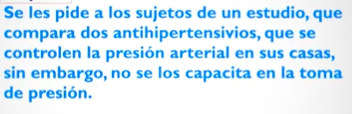 Se les pide a los sujetos de un estudio, que
compara dos antihipertensivios, que se
controlen la presión arterial en sus casas,
sin embargo, no se los capacita en la toma
de presión.